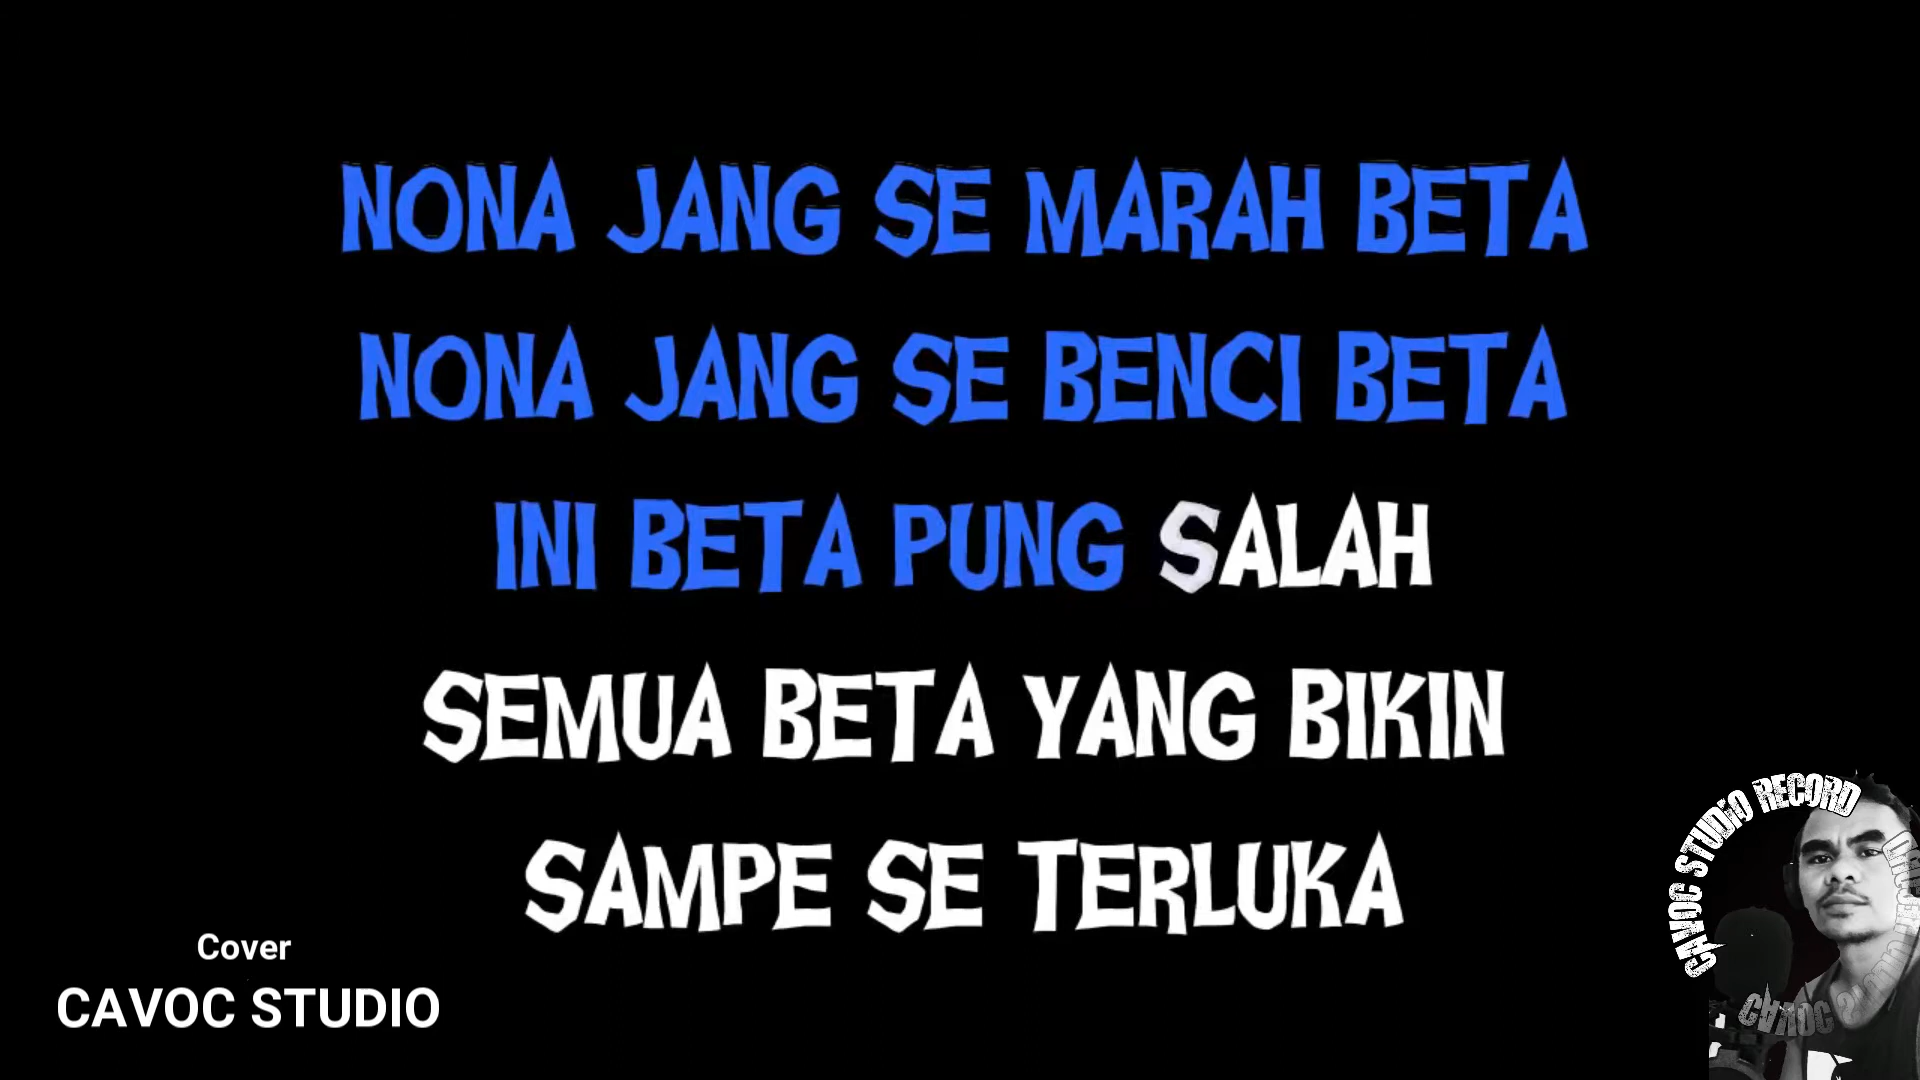 NONA JANG SE MARAH BETA
NONA JANG SE BENCI BETA
INI BETA PUNG SALAH
SEMUA BETA YANG BIKIN
SAMPE SE TERLUKA
Cover
CAVOC STUDIO
CAVOC STUDIO RECORD